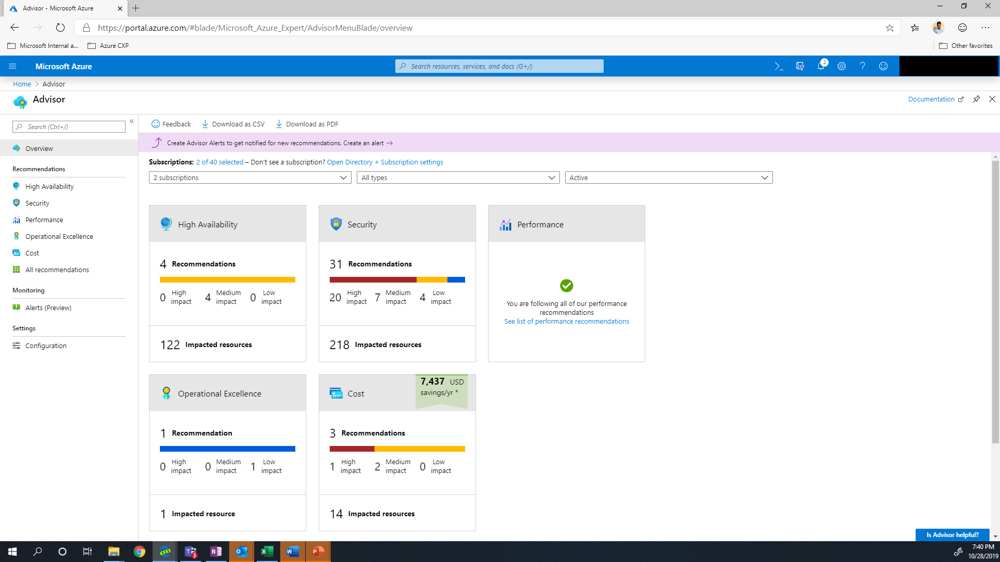 Advisor - Microsoft Azure
https://portal.azure.com/#blade/Microsoft_Azure_Expert/AdvisorMenuBlade/overview
Microsoft Internal a...
Azure CXP
Other favorites
Microsoft Azure
Search resources, services, and docs (G+/)
2
Home > Advisor
Advisor
Documentation
Search (Ctrl+/)
«
Overview
Recommendations
High Availability
Security
Performance
Operational Excellence
Cost
All recommendations
Monitoring
Alerts (Preview)
Settings
Configuration
Feedback
Download as CSV
Download as PDF
Create Advisor Alerts to get notified for new recommendations. Create an alert →
Subscriptions: 2 of 40 selected – Don't see a subscription? Open Directory + Subscription settings
2 subscriptions
All types
Active
High Availability
4 Recommendations
0 High impact
4 Medium impact
0 Low impact
122 Impacted resources
Security
31 Recommendations
20 High impact
7 Medium impact
4 Low impact
218 Impacted resources
Performance
You are following all of our performance
recommendations
See list of performance recommendations
Operational Excellence
1 Recommendation
0 High impact
0 Medium impact
1 Low impact
1 Impacted resource
Cost
7,437 USD
savings/yr *
3 Recommendations
1 High impact
2 Medium impact
0 Low impact
14 Impacted resources
Is Advisor helpful?
DEV
3
7:40 PM
10/28/2019